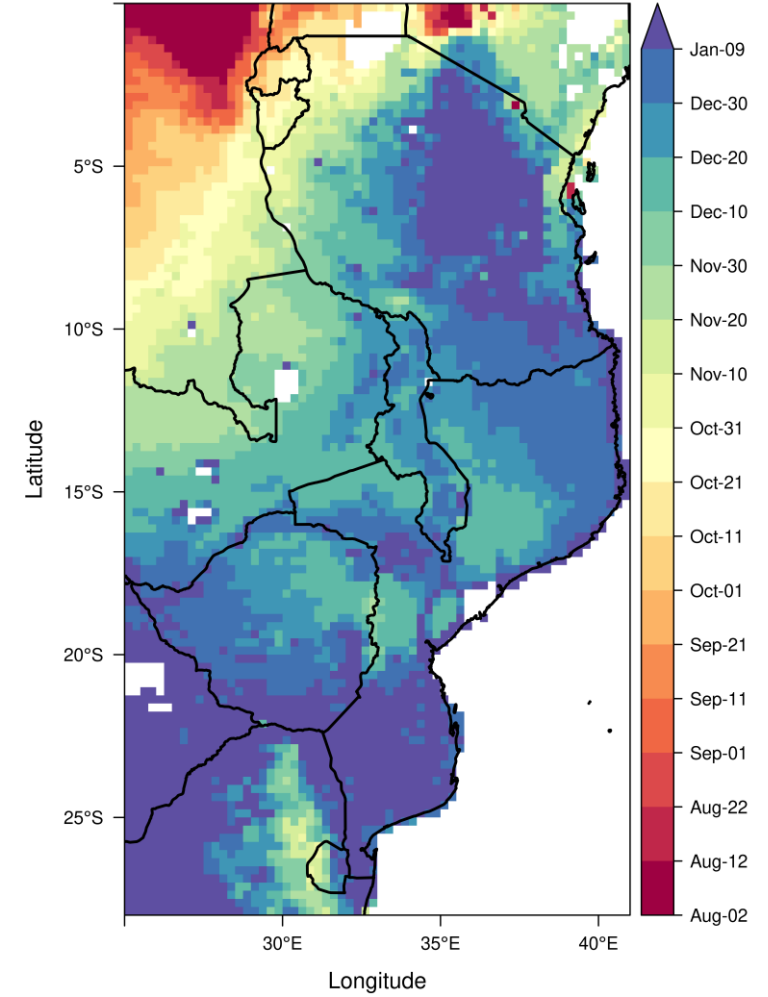 Jan-09
Dec-30
Dec-20
Dec-10
Nov-30
Nov-20
Nov-10
Oct-31
Oct-21
Oct-11
Oct-01
Sep-21
Sep-11
Sep-01
Aug-22
Aug-12
Aug-02
5°S
10°S
15°S
20°S
25°S
Latitude
30°E
35°E
40°E
Longitude